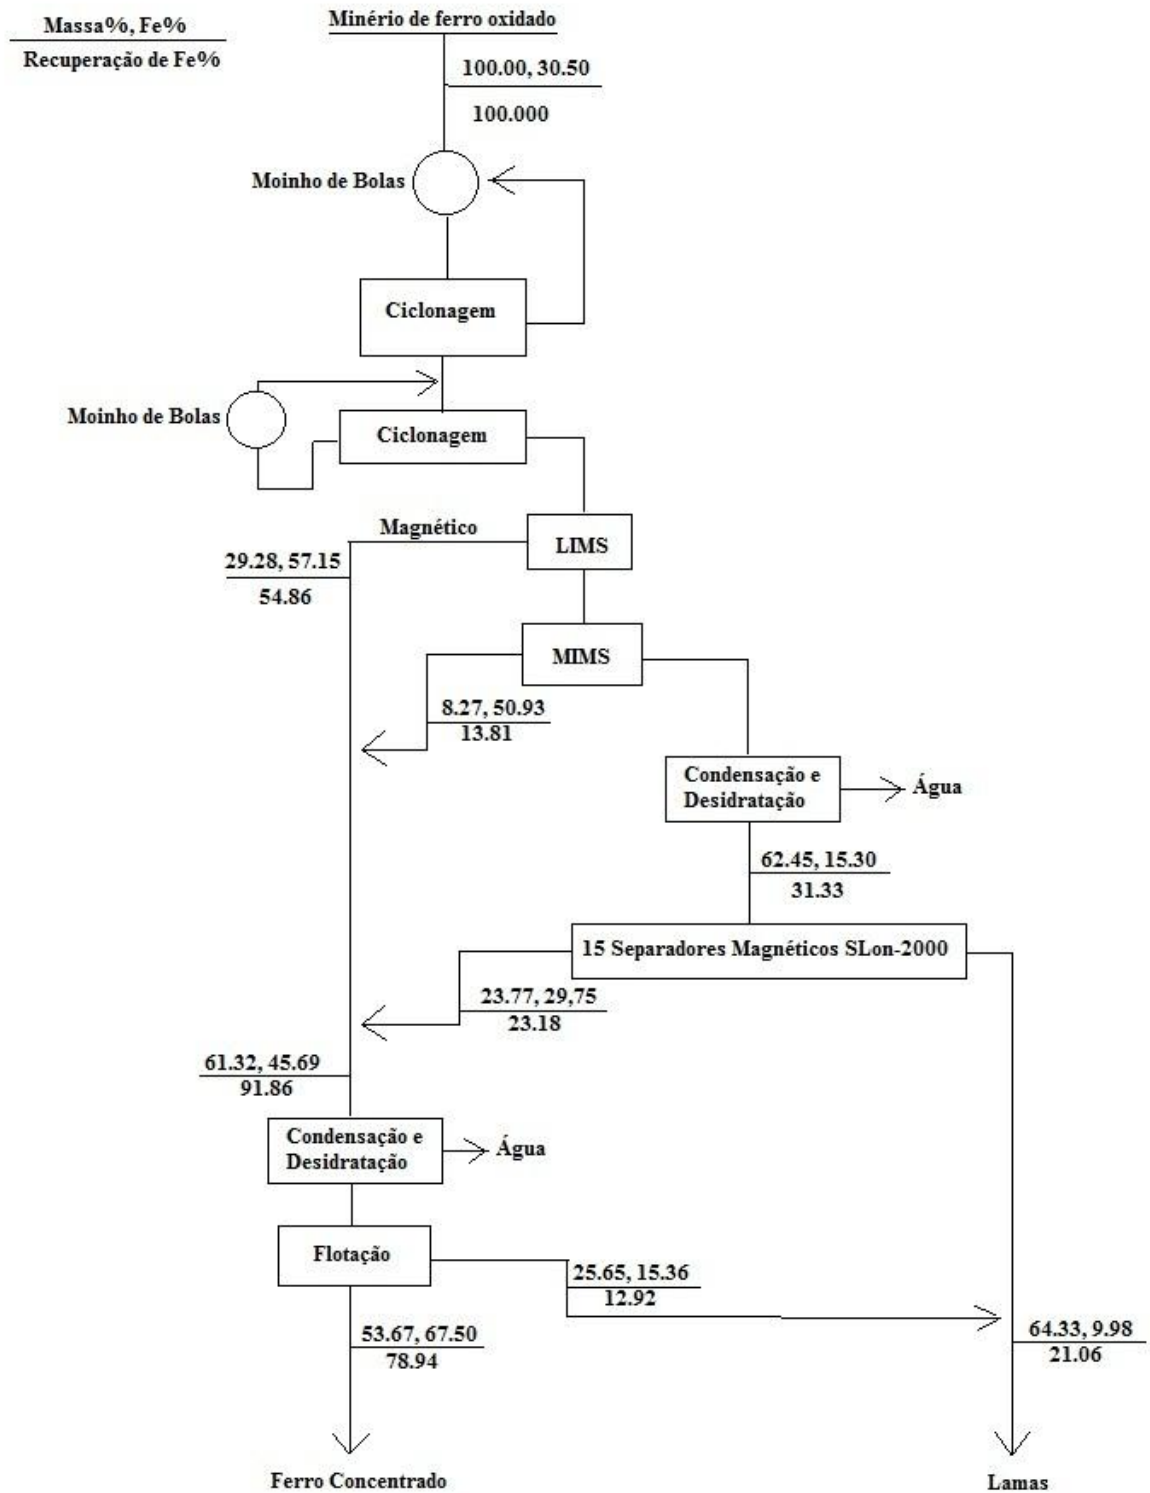 Massa%, Fe%
Recuperação de Fe%
Minério de ferro oxidado
100.00, 30.50
100.000
Moinho de Bolas
Ciclonagem
Moinho de Bolas
Ciclonagem
Magnético
LIMS
29.28, 57.15
54.86
MIMS
8.27, 50.93
13.81
Condensação e
Desidratação
Água
62.45, 15.30
31.33
15 Separadores Magnéticos SLon-2000
23.77, 29,75
23.18
61.32, 45.69
91.86
Condensação e
Desidratação
Água
Flotação
25.65, 15.36
12.92
53.67, 67.50
78.94
64.33, 9.98
21.06
Ferro Concentrado
Lamas